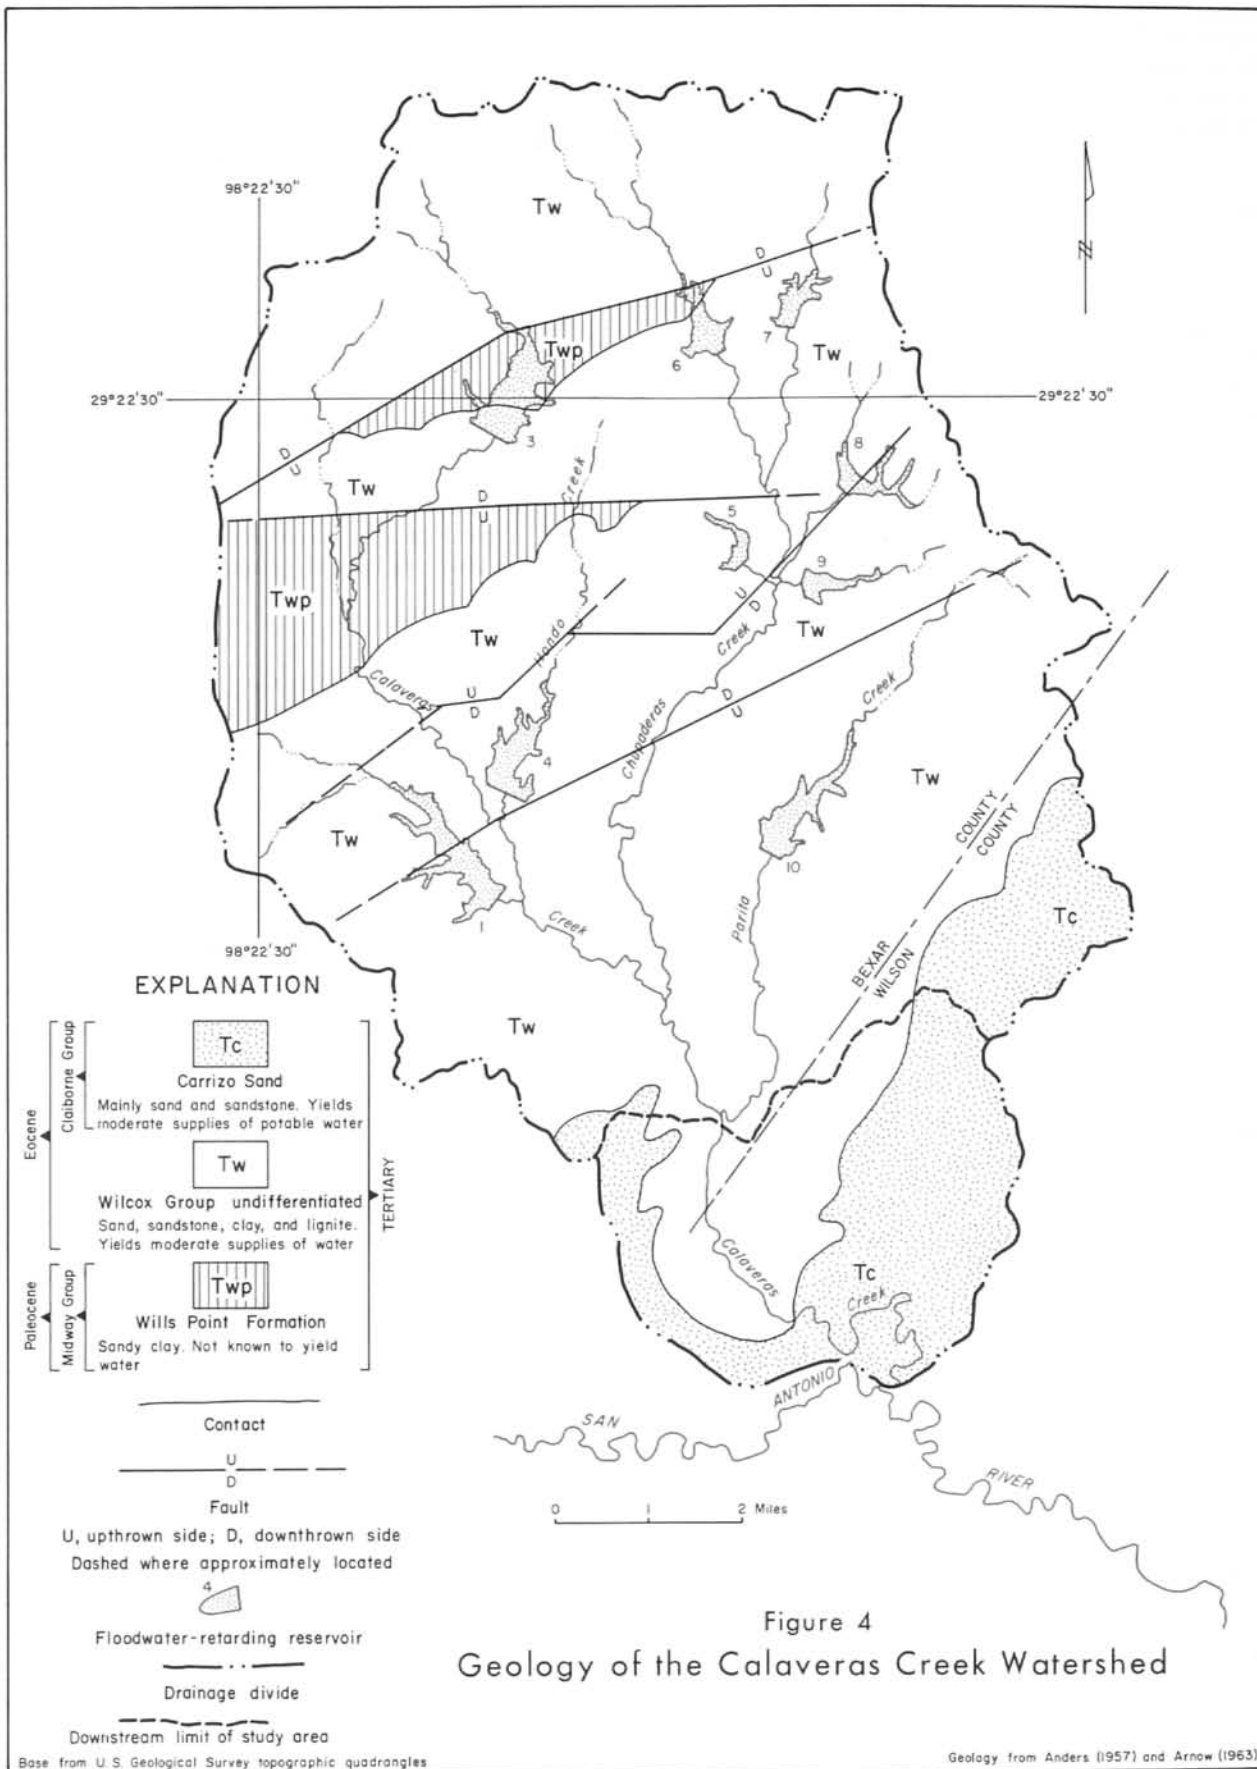 98°22'30"
Tw
D
U
7
Twp
6
Tw
29°22'30"
29°22'30"
3
8
D
U
Creek
Tw
D
U
5
9
Twp
U
D
Tw
Tw
Hondo
Creek
Calaveras
U
D
D
U
Creek
Chupaderas
4
Tw
Tw
COUNTY
COUNTY
10
Tc
1
Creek
Parita
98°22'30"
BEXAR
WILSON
Tw
Calaveras
Tc
Creek
SAN
ANTONIO
RIVER
N
EXPLANATION
Tc
Carrizo Sand
Mainly sand and sandstone. Yields
moderate supplies of potable water
Tw
Wilcox Group undifferentiated
Sand, sandstone, clay, and lignite.
Yields moderate supplies of water
Twp
Wills Point Formation
Sandy clay. Not known to yield
water
Claiborne Group
Eocene
Midway Group
Paleocene
TERTIARY
Contact
U
D
Fault
U, upthrown side; D, downthrown side
Dashed where approximately located
4
Floodwater-retarding reservoir
Drainage divide
Downstream limit of study area
0 1 2 Miles
Figure 4
Geology of the Calaveras Creek Watershed
Base from U. S. Geological Survey topographic quadrangles
Geology from Anders (1957) and Arnow (1963)